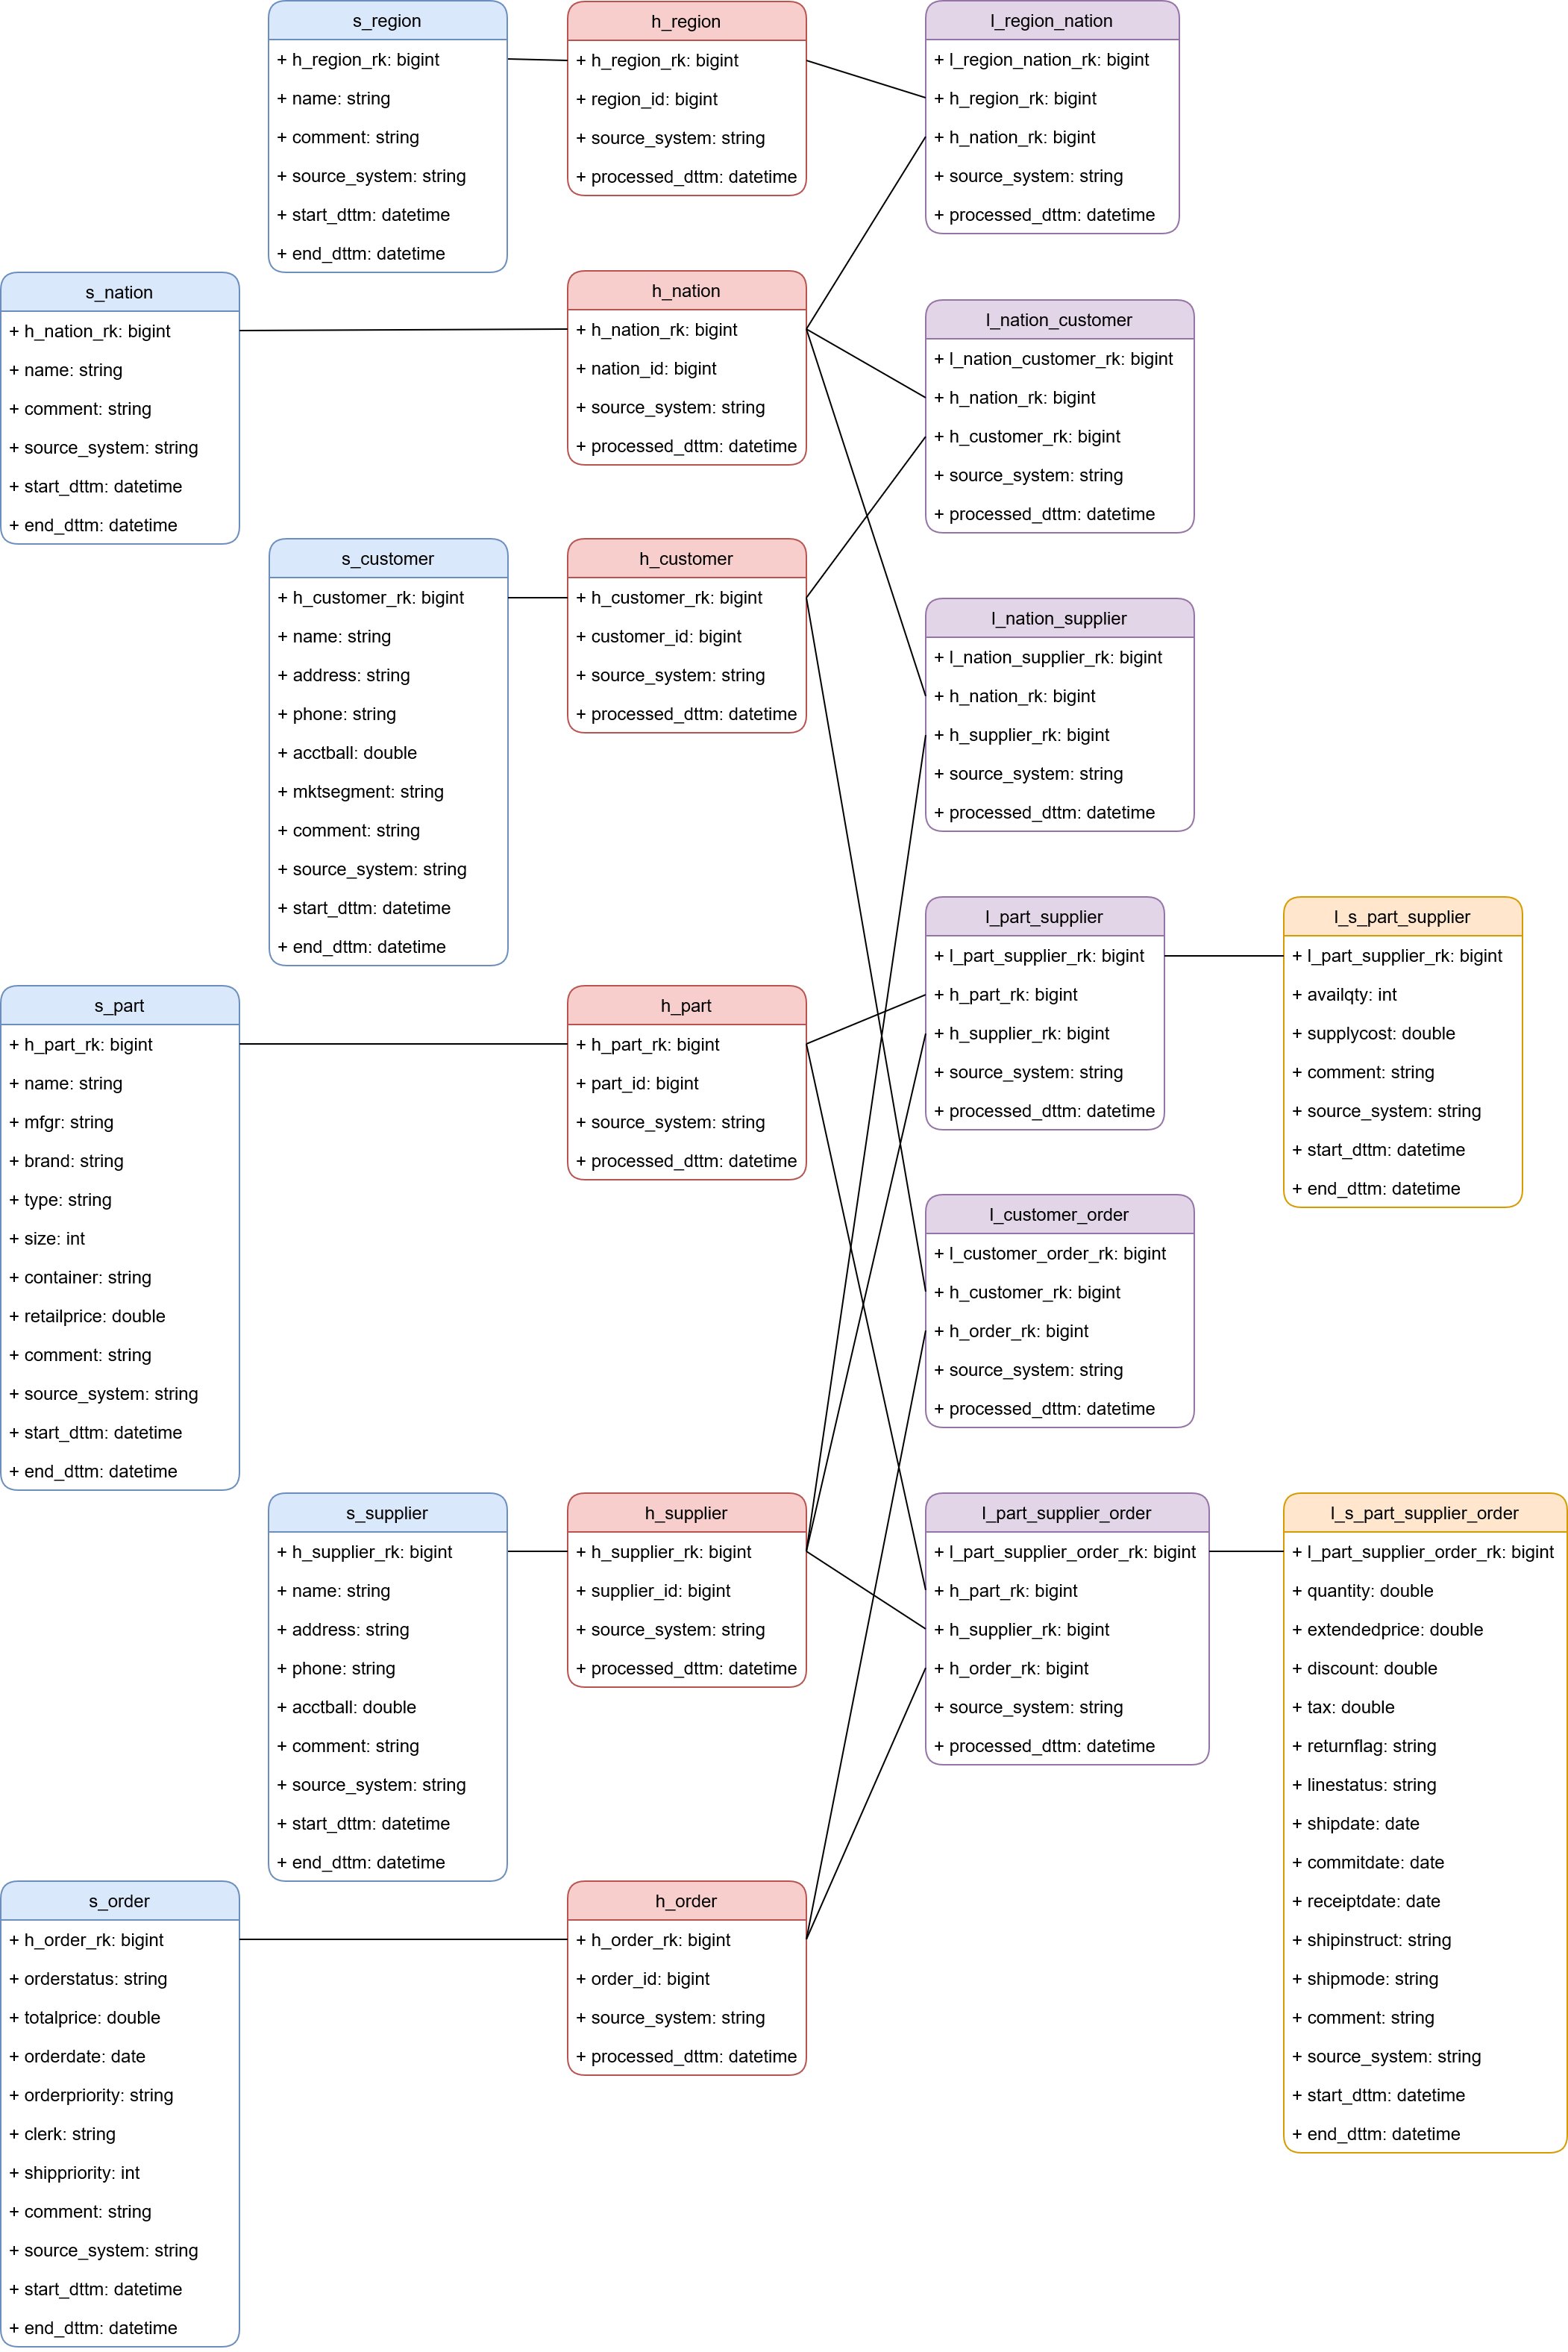 s_region
+ h_region_rk: bigint
+ name: string
+ comment: string
+ source_system: string
+ start_dttm: datetime
+ end_dttm: datetime
h_region
+ h_region_rk: bigint
+ region_id: bigint
+ source_system: string
+ processed_dttm: datetime
l_region_nation
+ l_region_nation_rk: bigint
+ h_region_rk: bigint
+ h_nation_rk: bigint
+ source_system: string
+ processed_dttm: datetime
s_nation
+ h_nation_rk: bigint
+ name: string
+ comment: string
+ source_system: string
+ start_dttm: datetime
+ end_dttm: datetime
h_nation
+ h_nation_rk: bigint
+ nation_id: bigint
+ source_system: string
+ processed_dttm: datetime
l_nation_customer
+ l_nation_customer_rk: bigint
+ h_nation_rk: bigint
+ h_customer_rk: bigint
+ source_system: string
+ processed_dttm: datetime
s_customer
+ h_customer_rk: bigint
+ name: string
+ address: string
+ phone: string
+ acctball: double
+ mktsegment: string
+ comment: string
+ source_system: string
+ start_dttm: datetime
+ end_dttm: datetime
h_customer
+ h_customer_rk: bigint
+ customer_id: bigint
+ source_system: string
+ processed_dttm: datetime
l_nation_supplier
+ l_nation_supplier_rk: bigint
+ h_nation_rk: bigint
+ h_supplier_rk: bigint
+ source_system: string
+ processed_dttm: datetime
l_part_supplier
+ l_part_supplier_rk: bigint
+ h_part_rk: bigint
+ h_supplier_rk: bigint
+ source_system: string
+ processed_dttm: datetime
l_s_part_supplier
+ l_part_supplier_rk: bigint
+ availqty: int
+ supplycost: double
+ comment: string
+ source_system: string
+ start_dttm: datetime
+ end_dttm: datetime
s_part
+ h_part_rk: bigint
+ name: string
+ mfgr: string
+ brand: string
+ type: string
+ size: int
+ container: string
+ retailprice: double
+ comment: string
+ source_system: string
+ start_dttm: datetime
+ end_dttm: datetime
h_part
+ h_part_rk: bigint
+ part_id: bigint
+ source_system: string
+ processed_dttm: datetime
l_customer_order
+ l_customer_order_rk: bigint
+ h_customer_rk: bigint
+ h_order_rk: bigint
+ source_system: string
+ processed_dttm: datetime
s_supplier
+ h_supplier_rk: bigint
+ name: string
+ address: string
+ phone: string
+ acctball: double
+ comment: string
+ source_system: string
+ start_dttm: datetime
+ end_dttm: datetime
h_supplier
+ h_supplier_rk: bigint
+ supplier_id: bigint
+ source_system: string
+ processed_dttm: datetime
l_part_supplier_order
+ l_part_supplier_order_rk: bigint
+ h_part_rk: bigint
+ h_supplier_rk: bigint
+ h_order_rk: bigint
+ source_system: string
+ processed_dttm: datetime
l_s_part_supplier_order
+ l_part_supplier_order_rk: bigint
+ quantity: double
+ extendedprice: double
+ discount: double
+ tax: double
+ returnflag: string
+ linestatus: string
+ shipdate: date
+ commitdate: date
+ receiptdate: date
+ shipinstruct: string
+ shipmode: string
+ comment: string
+ source_system: string
+ start_dttm: datetime
+ end_dttm: datetime
s_order
+ h_order_rk: bigint
+ orderstatus: string
+ totalprice: double
+ orderdate: date
+ orderpriority: string
+ clerk: string
+ shippriority: int
+ comment: string
+ source_system: string
+ start_dttm: datetime
+ end_dttm: datetime
h_order
+ h_order_rk: bigint
+ order_id: bigint
+ source_system: string
+ processed_dttm: datetime